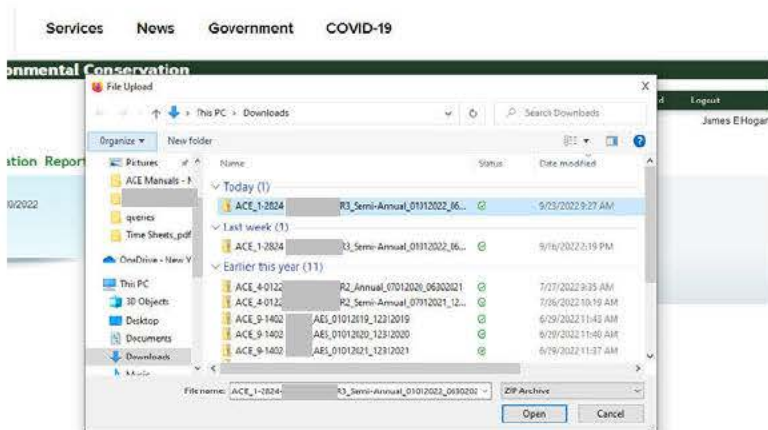 Services News Government COVID-19
onmental Conservation
File Upload X
d Logout
This PC > Downloads Search Downloads
James E Hogar
Organize New folder
ation Report
Pictures Name Status Date modified
ACE Manuals - N
Today (1)
0/2022
ACE_1-2824- R3_Semi-Annual_01012022_06... 9/23/2022 9:27 AM
queries
Last week (1)
Time Sheets_pdf
ACE_1-2824 R3_Semi-Annual_01012022_06... 9/16/2022 2:19 PM
OneDrive - New Y
Earlier this year (11)
This PC
ACE_4-0122 R2_Annual_07012020_06302021 7/27/2022 9:35 AM
3D Objects
ACE_4-0122 R2_Semi-Annual_07012021_12... 7/26/2022 10:19 AM
Desktop
ACE_9-1402 AES_01012019_12312019 6/29/2022 11:43 AM
Documents
ACE_9-1402 AES_01012020_12312020 6/29/2022 11:40 AM
Downloads
ACE_9-1402 AES_01012021_12312021 6/29/2022 11:37 AM
Music
File name: ACE_1-2824- R3_Semi-Annual_01012022_0630202 ZIP Archive
Open Cancel